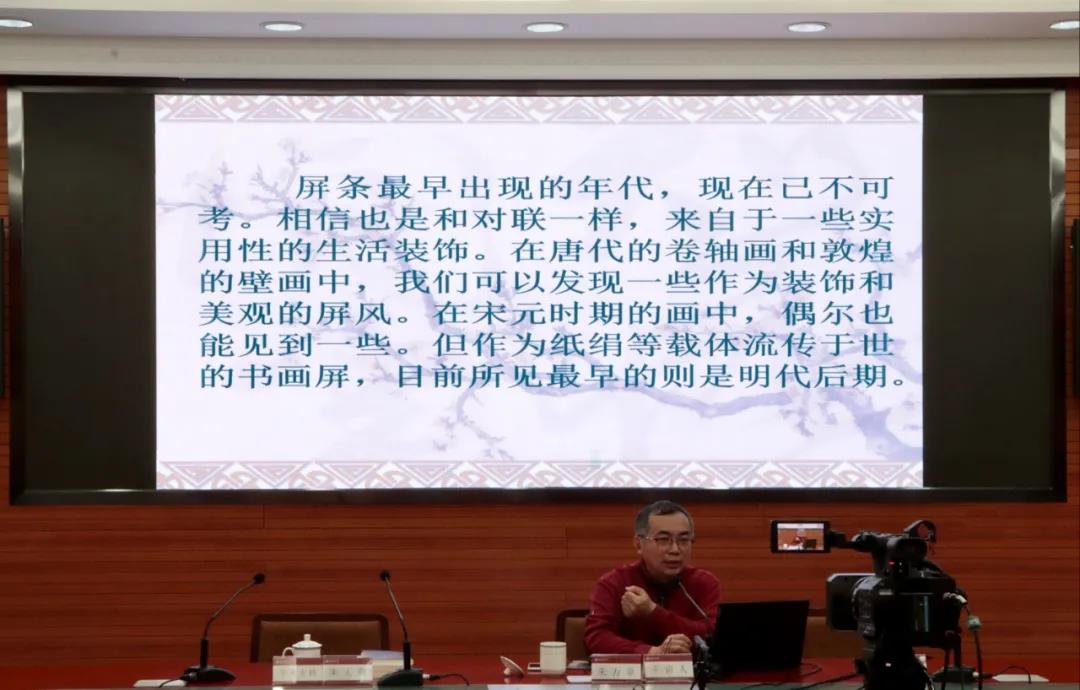 屏条最早出现的年代，现在已不可
考。相信也是和对联一样，来自于一些实
用性的生活装饰。在唐代的卷轴画和敦煌
的壁画中，我们可以发现一些作为装饰和
美观的屏风。在宋元时期的画中，偶尔也
能见到一些。但作为纸绢等载体流传于世
的书画屏，目前所见最早的则是明代后期。